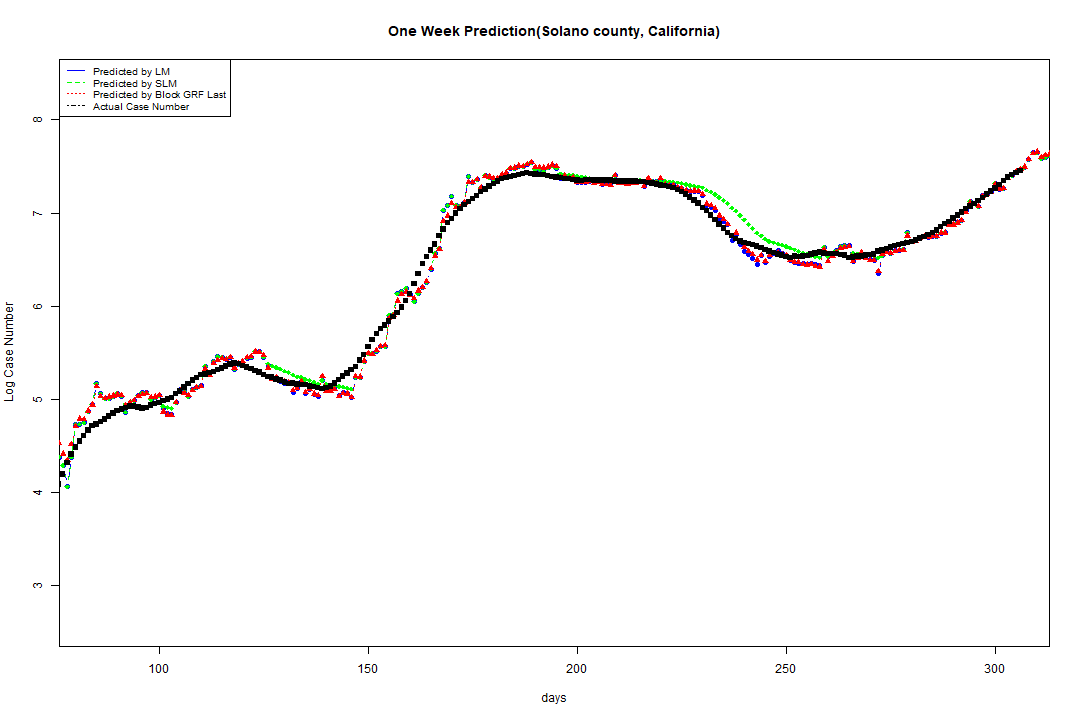 One Week Prediction(Solano county, California)
Predicted by LM
Predicted by SLM
Predicted by Block GRF Last
Actual Case Number
8
7
6
5
4
3
Log Case Number
100 150 200 250 300
days